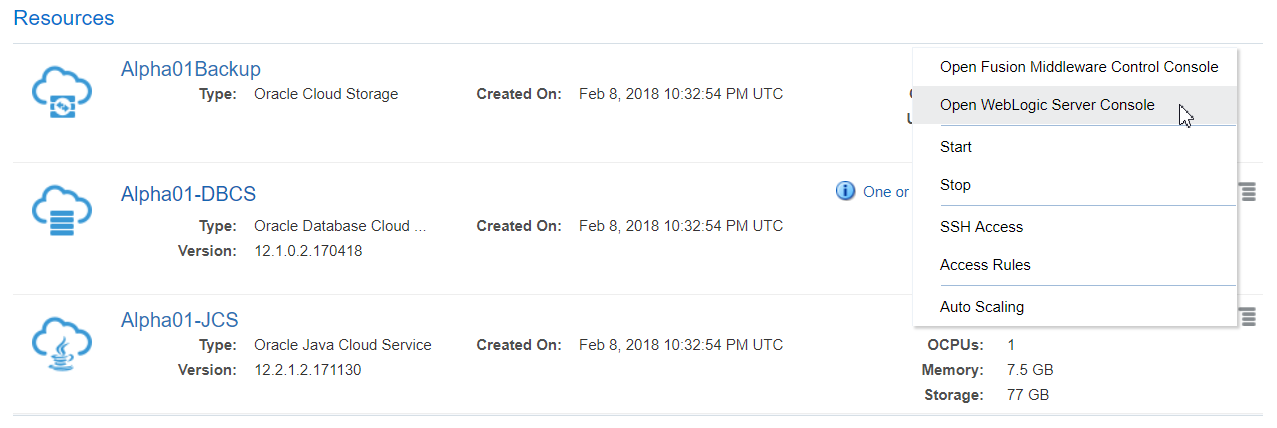 Resources
Alpha01Backup
Type: Oracle Cloud Storage Created On: Feb 8, 2018 10:32:54 PM UTC
Open Fusion Middleware Control Console
Open WebLogic Server Console
Start
Stop
SSH Access
Access Rules
Auto Scaling
Alpha01-DBCS
One or
Type: Oracle Database Cloud ... Created On: Feb 8, 2018 10:32:54 PM UTC
Version: 12.1.0.2.170418
Alpha01-JCS
Type: Oracle Java Cloud Service Created On: Feb 8, 2018 10:32:54 PM UTC OCPUs: 1
Version: 12.2.1.2.171130 Memory: 7.5 GB
Storage: 77 GB